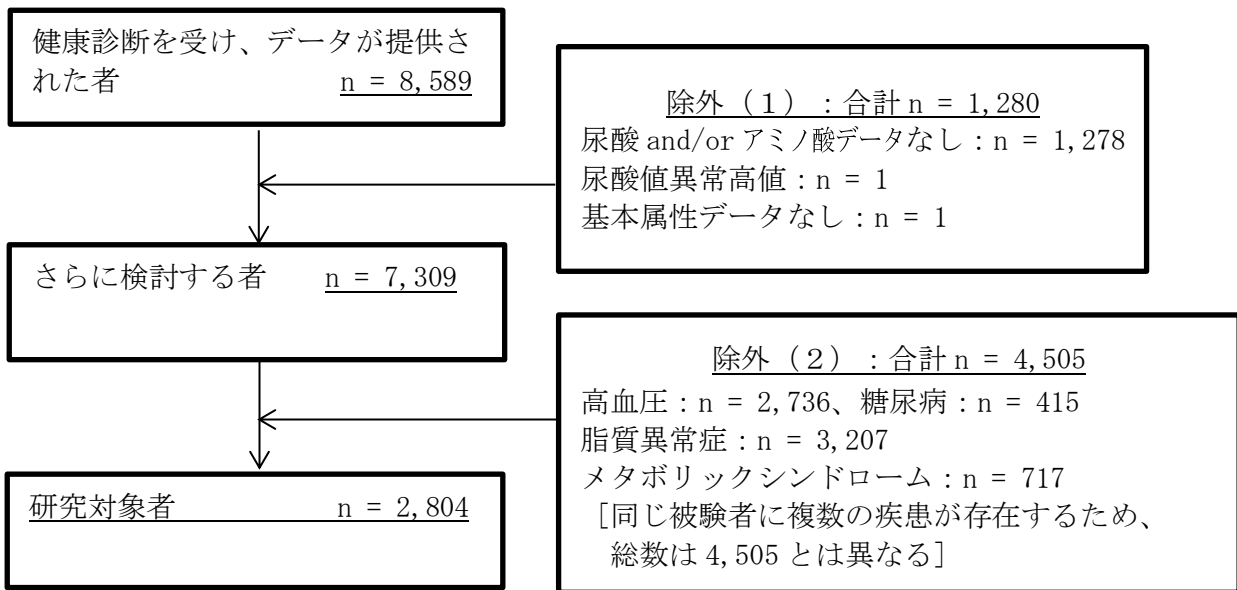 健康診断を受け、データが提供さ
れた者 n = 8,589
除外（１）：合計 n = 1,280
尿酸 and/or アミノ酸データなし：n = 1,278
尿酸値異常高値：n = 1
基本属性データなし：n = 1
さらに検討する者 n = 7,309
除外（２）：合計 n = 4,505
高血圧：n = 2,736、糖尿病：n = 415
脂質異常症：n = 3,207
メタボリックシンドローム：n = 717
［同じ被験者に複数の疾患が存在するため、
総数は 4,505 とは異なる］
研究対象者 n = 2,804